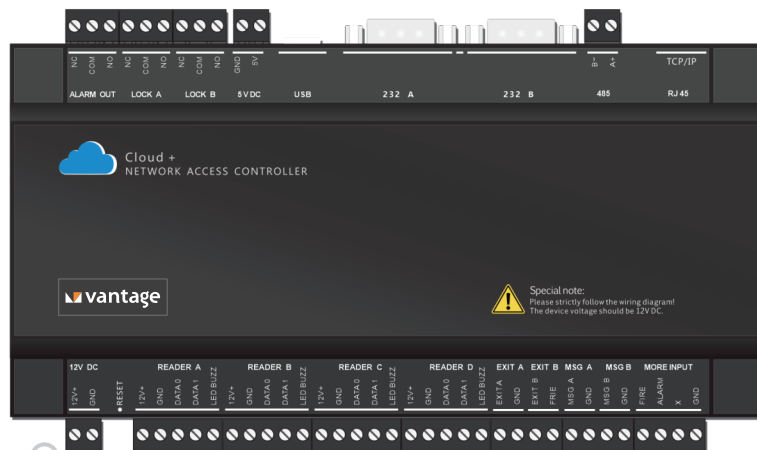 NC COM NO NC COM NO NC COM NO GND 5V B- A+ TCP/IP
ALARM OUT LOCK A LOCK B 5V DC USB 232 A 232 B 485 RJ45
Cloud +
NETWORK ACCESS CONTROLLER
vantage
Special note:
Please strictly follow the wiring diagram!
The device voltage should be 12V DC.
12V DC READER A READER B READER C READER D EXIT A EXIT B MSG A MSG B MORE INPUT
12V+ GND RESET 12V+ GND DATA 0 DATA 1 LED BUZZ 12V+ GND DATA 0 DATA 1 LED BUZZ 12V+ GND DATA 0 DATA 1 LED BUZZ 12V+ GND DATA 0 DATA 1 LED BUZZ EXIT A GND EXIT B FRIE MSG A GND MSG B GND FIRE ALARM X GND